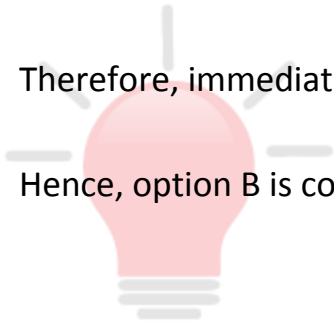 Therefore, immediat
Hence, option B is co